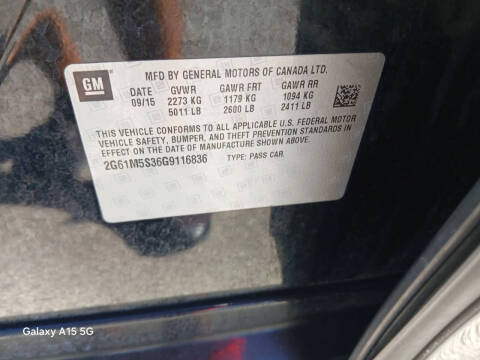 MFD BY GENERAL MOTORS OF CANADA LTD.
GM
DATE GVWR GAWR FRT GAWR RR
09/15 2273 KG 1179 KG 1094 KG
5011 LB 2600 LB 2411 LB
THIS VEHICLE CONFORMS TO ALL APPLICABLE U.S. FEDERAL MOTOR
VEHICLE SAFETY, BUMPER, AND THEFT PREVENTION STANDARDS IN
EFFECT ON THE DATE OF MANUFACTURE SHOWN ABOVE.
2G61M5S36G9116836 TYPE: PASS CAR.
Galaxy A15 5G